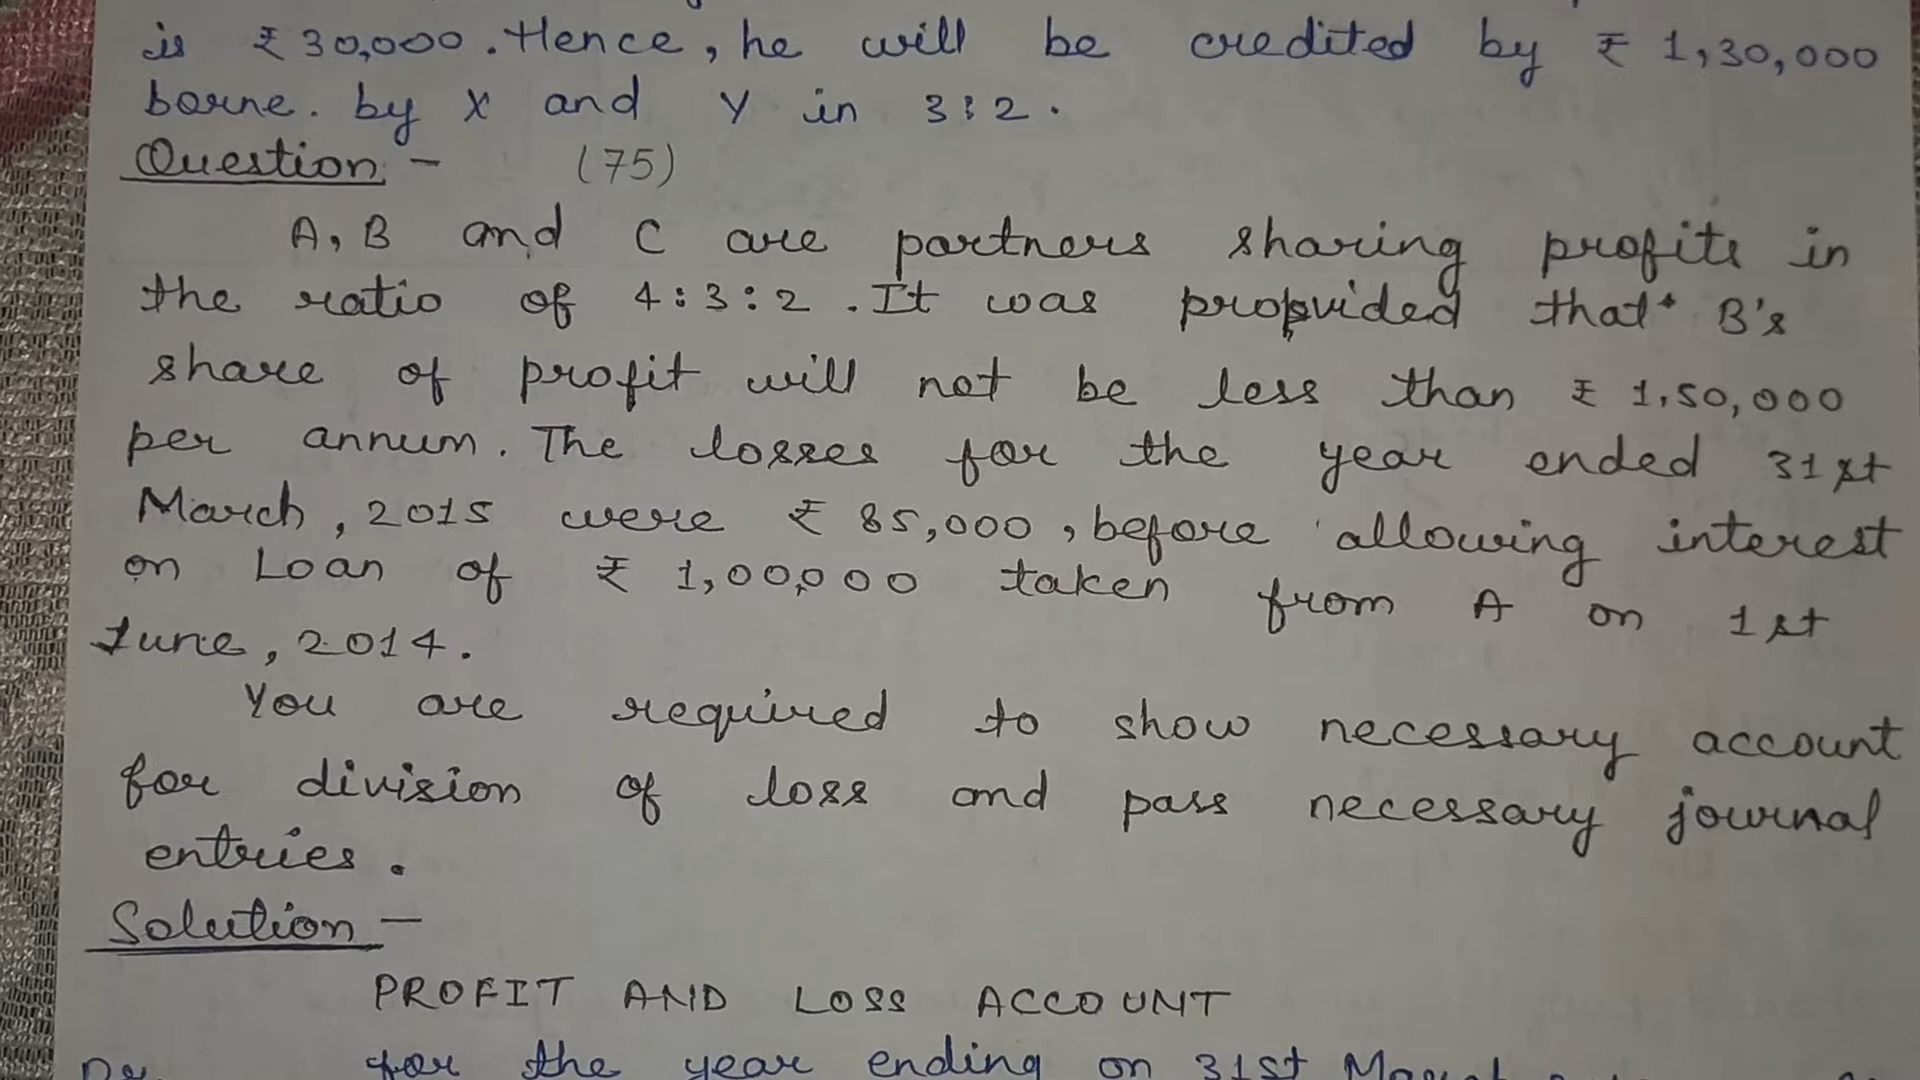 is ₹ 30,000. Hence, he will be credited by ₹ 1,30,000
borne. by X and Y in 3:2.
Question - (75)
A, B and C are partners sharing profits in
the ratio of 4:3:2. It was provided that B's
share of profit will not be less than ₹ 1,50,000
per annum. The losses for the year ended 31st
March, 2015 were ₹ 85,000, before allowing interest
on Loan of ₹ 1,00,000 taken from A on 1st
June, 2014.
You are required to show necessary account
for division of loss and pass necessary journal
entries.
Solution -
PROFIT AND LOSS ACCOUNT
Dr. for the year ending on 31st March